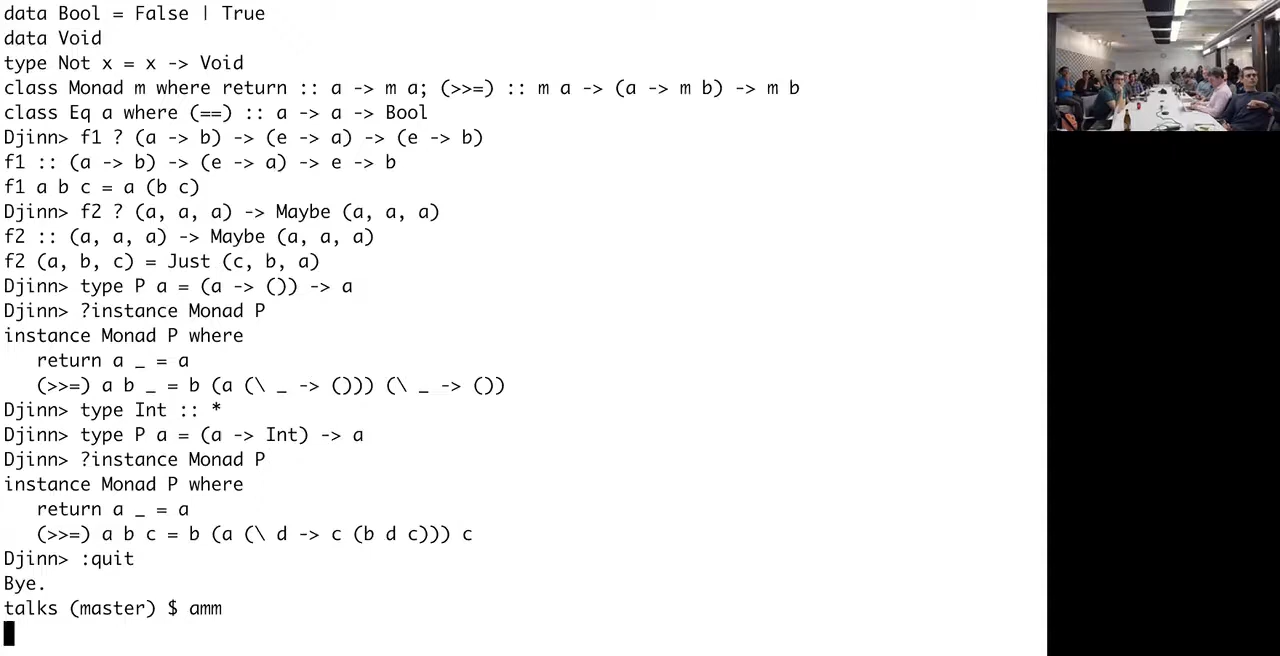 data Bool = False | True
data Void
type Not x = x -> Void
class Monad m where return :: a -> m a; (>>=) :: m a -> (a -> m b) -> m b
class Eq a where (==) :: a -> a -> Bool
Djinn> f1 ? (a -> b) -> (e -> a) -> (e -> b)
f1 :: (a -> b) -> (e -> a) -> e -> b
f1 a b c = a (b c)
Djinn> f2 ? (a, a, a) -> Maybe (a, a, a)
f2 :: (a, a, a) -> Maybe (a, a, a)
f2 (a, b, c) = Just (c, b, a)
Djinn> type P a = (a -> ()) -> a
Djinn> ?instance Monad P
instance Monad P where
   return a _ = a
   (>>=) a b _ = b (a (\ _ -> ())) (\ _ -> ())
Djinn> type Int :: *
Djinn> type P a = (a -> Int) -> a
Djinn> ?instance Monad P
instance Monad P where
   return a _ = a
   (>>=) a b c = b (a (\ d -> c (b d c))) c
Djinn> :quit
Bye.
talks (master) $ amm